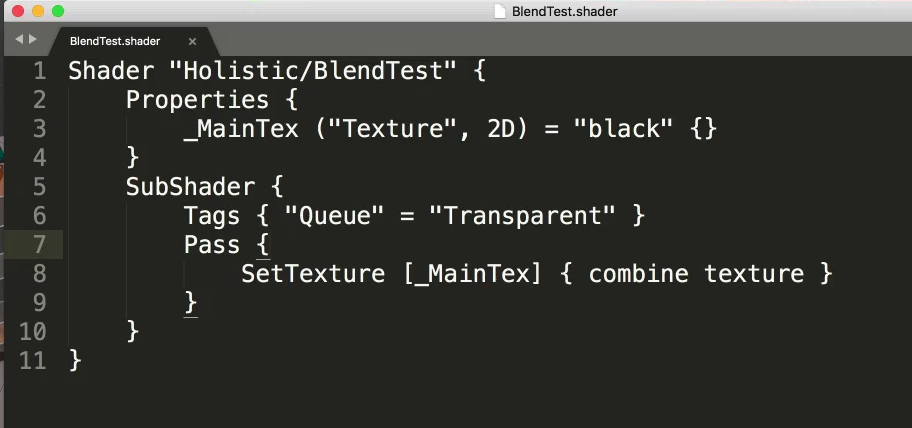 BlendTest.shader
BlendTest.shader ×
1 Shader "Holistic/BlendTest" {
2 Properties {
3 _MainTex ("Texture", 2D) = "black" {}
4 }
5 SubShader {
6 Tags { "Queue" = "Transparent" }
7 Pass {
8 SetTexture [_MainTex] { combine texture }
9 }
10 }
11 }